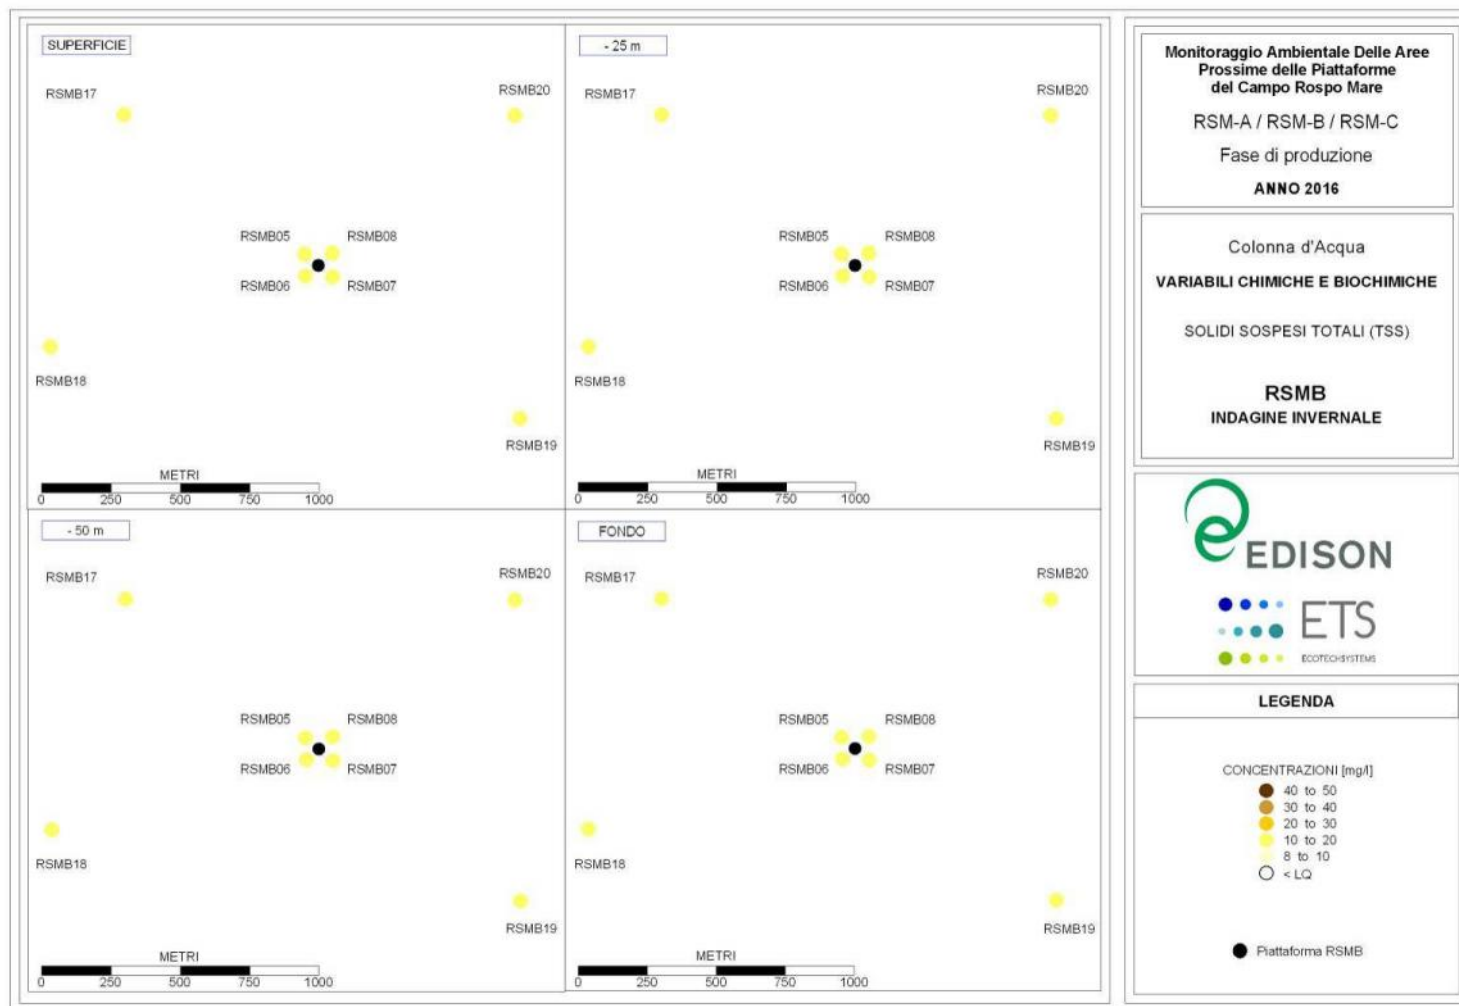 SUPERFICIE
RSMB17
RSMB20
RSMB05
RSMB08
RSMB06
RSMB07
RSMB18
RSMB19
METRI
0 250 500 750 1000
- 25 m
RSMB17
RSMB20
RSMB05
RSMB08
RSMB06
RSMB07
RSMB18
RSMB19
METRI
0 250 500 750 1000
- 50 m
RSMB17
RSMB20
RSMB05
RSMB08
RSMB06
RSMB07
RSMB18
RSMB19
METRI
0 250 500 750 1000
FONDO
RSMB17
RSMB20
RSMB05
RSMB08
RSMB06
RSMB07
RSMB18
RSMB19
METRI
0 250 500 750 1000
Monitoraggio Ambientale Delle Aree
Prossime delle Piattaforme
del Campo Rospo Mare
RSM-A / RSM-B / RSM-C
Fase di produzione
ANNO 2016
Colonna d'Acqua
VARIABILI CHIMICHE E BIOCHIMICHE
SOLIDI SOSPESI TOTALI (TSS)
RSMB
INDAGINE INVERNALE
EDISON
ETS
ECOTECHSYSTEMS
LEGENDA
CONCENTRAZIONI [mg/l]
40 to 50
30 to 40
20 to 30
10 to 20
8 to 10
< LQ
Piattaforma RSMB